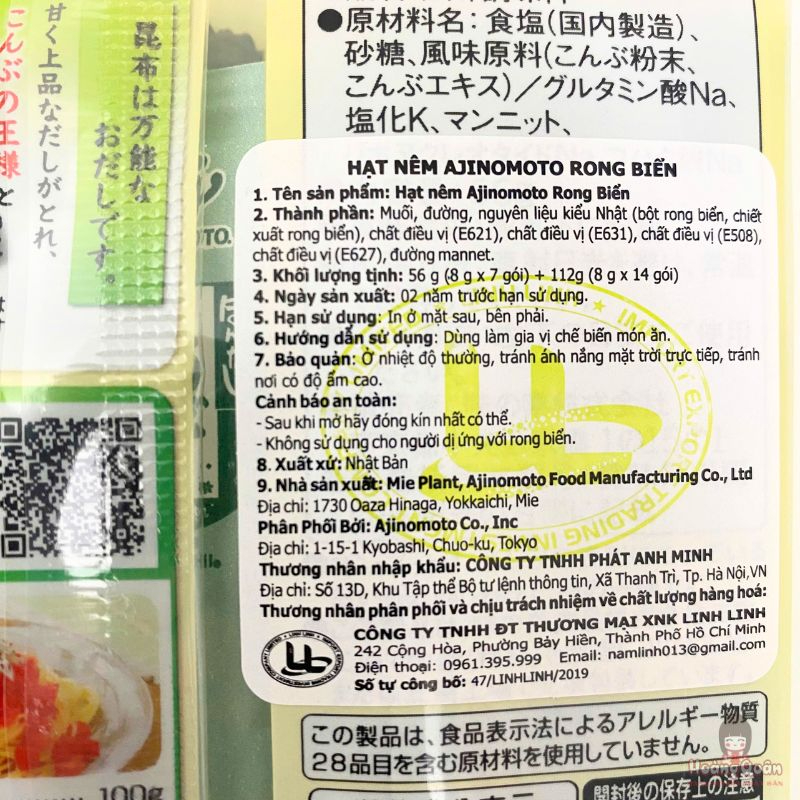 ●原材料名:食塩(国内製造)、
砂糖、風味原料(こんぶ粉末、
こんぶエキス)/グルタミン酸Na、
塩化K、マンニット、
昆布は万能な
おだしです。
甘く上品なだしがとれ、
こんぶの王様
HẠT NÊM AJINOMOTO RONG BIỂN
1. Tên sản phẩm: Hạt nêm Ajinomoto Rong Biển
2. Thành phần: Muối, đường, nguyên liệu kiểu Nhật (bột rong biển, chiết
xuất rong biển), chất điều vị (E621), chất điều vị (E631), chất điều vị (E508),
chất điều vị (E627), đường mannet.
3. Khối lượng tịnh: 56 g (8 g x 7 gói) + 112g (8 g x 14 gói)
4. Ngày sản xuất: 02 năm trước hạn sử dụng.
5. Hạn sử dụng: In ở mặt sau, bên phải.
6. Hướng dẫn sử dụng: Dùng làm gia vị chế biến món ăn.
7. Bảo quản: Ở nhiệt độ thường, tránh ánh nắng mặt trời trực tiếp, tránh
nơi có độ ẩm cao.
Cảnh báo an toàn:
- Sau khi mở hãy đóng kín nhất có thể.
- Không sử dụng cho người dị ứng với rong biển.
8. Xuất xứ: Nhật Bản
9. Nhà sản xuất: Mie Plant, Ajinomoto Food Manufacturing Co., Ltd
Địa chỉ: 1730 Oaza Hinaga, Yokkaichi, Mie
Phân Phối Bởi: Ajinomoto Co., Inc
Địa chỉ: 1-15-1 Kyobashi, Chuo-ku, Tokyo
Thương nhân nhập khẩu: CÔNG TY TNHH PHÁT ANH MINH
Địa chỉ: Số 13D, Khu Tập thể Bộ tư lệnh thông tin, Xã Thanh Trì, Tp. Hà Nội, VN
Thương nhân phân phối và chịu trách nhiệm về chất lượng hàng hoá:
CÔNG TY TNHH ĐT THƯƠNG MẠI XNK LINH LINH
242 Cộng Hòa, Phường Bảy Hiền, Thành Phố Hồ Chí Minh
Điện thoại: 0961.395.999 Email: namlinh013@gmail.com
Số tự công bố: 47/LINHLINH/2019
この製品は、食品表示法によるアレルギー物質
28品目を含む原材料を使用していません。
開封後の保存上の注意
100g
Hoàng Quân